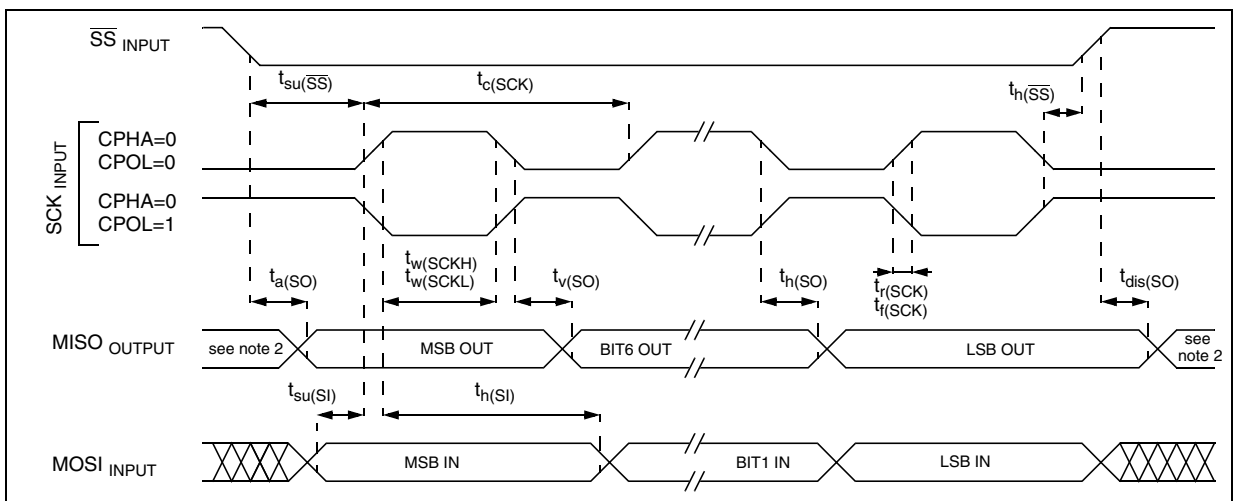 SS INPUT
tsu(SS)
tc(SCK)
th(SS)
SCK INPUT
CPHA=0
CPOL=0
CPHA=0
CPOL=1
ta(SO)
tw(SCKH)
tw(SCKL)
tv(SO)
th(SO)
tr(SCK)
tf(SCK)
tdis(SO)
MISO OUTPUT
see note 2
MSB OUT
BIT6 OUT
LSB OUT
see
note 2
tsu(SI)
th(SI)
MOSI INPUT
MSB IN
BIT1 IN
LSB IN